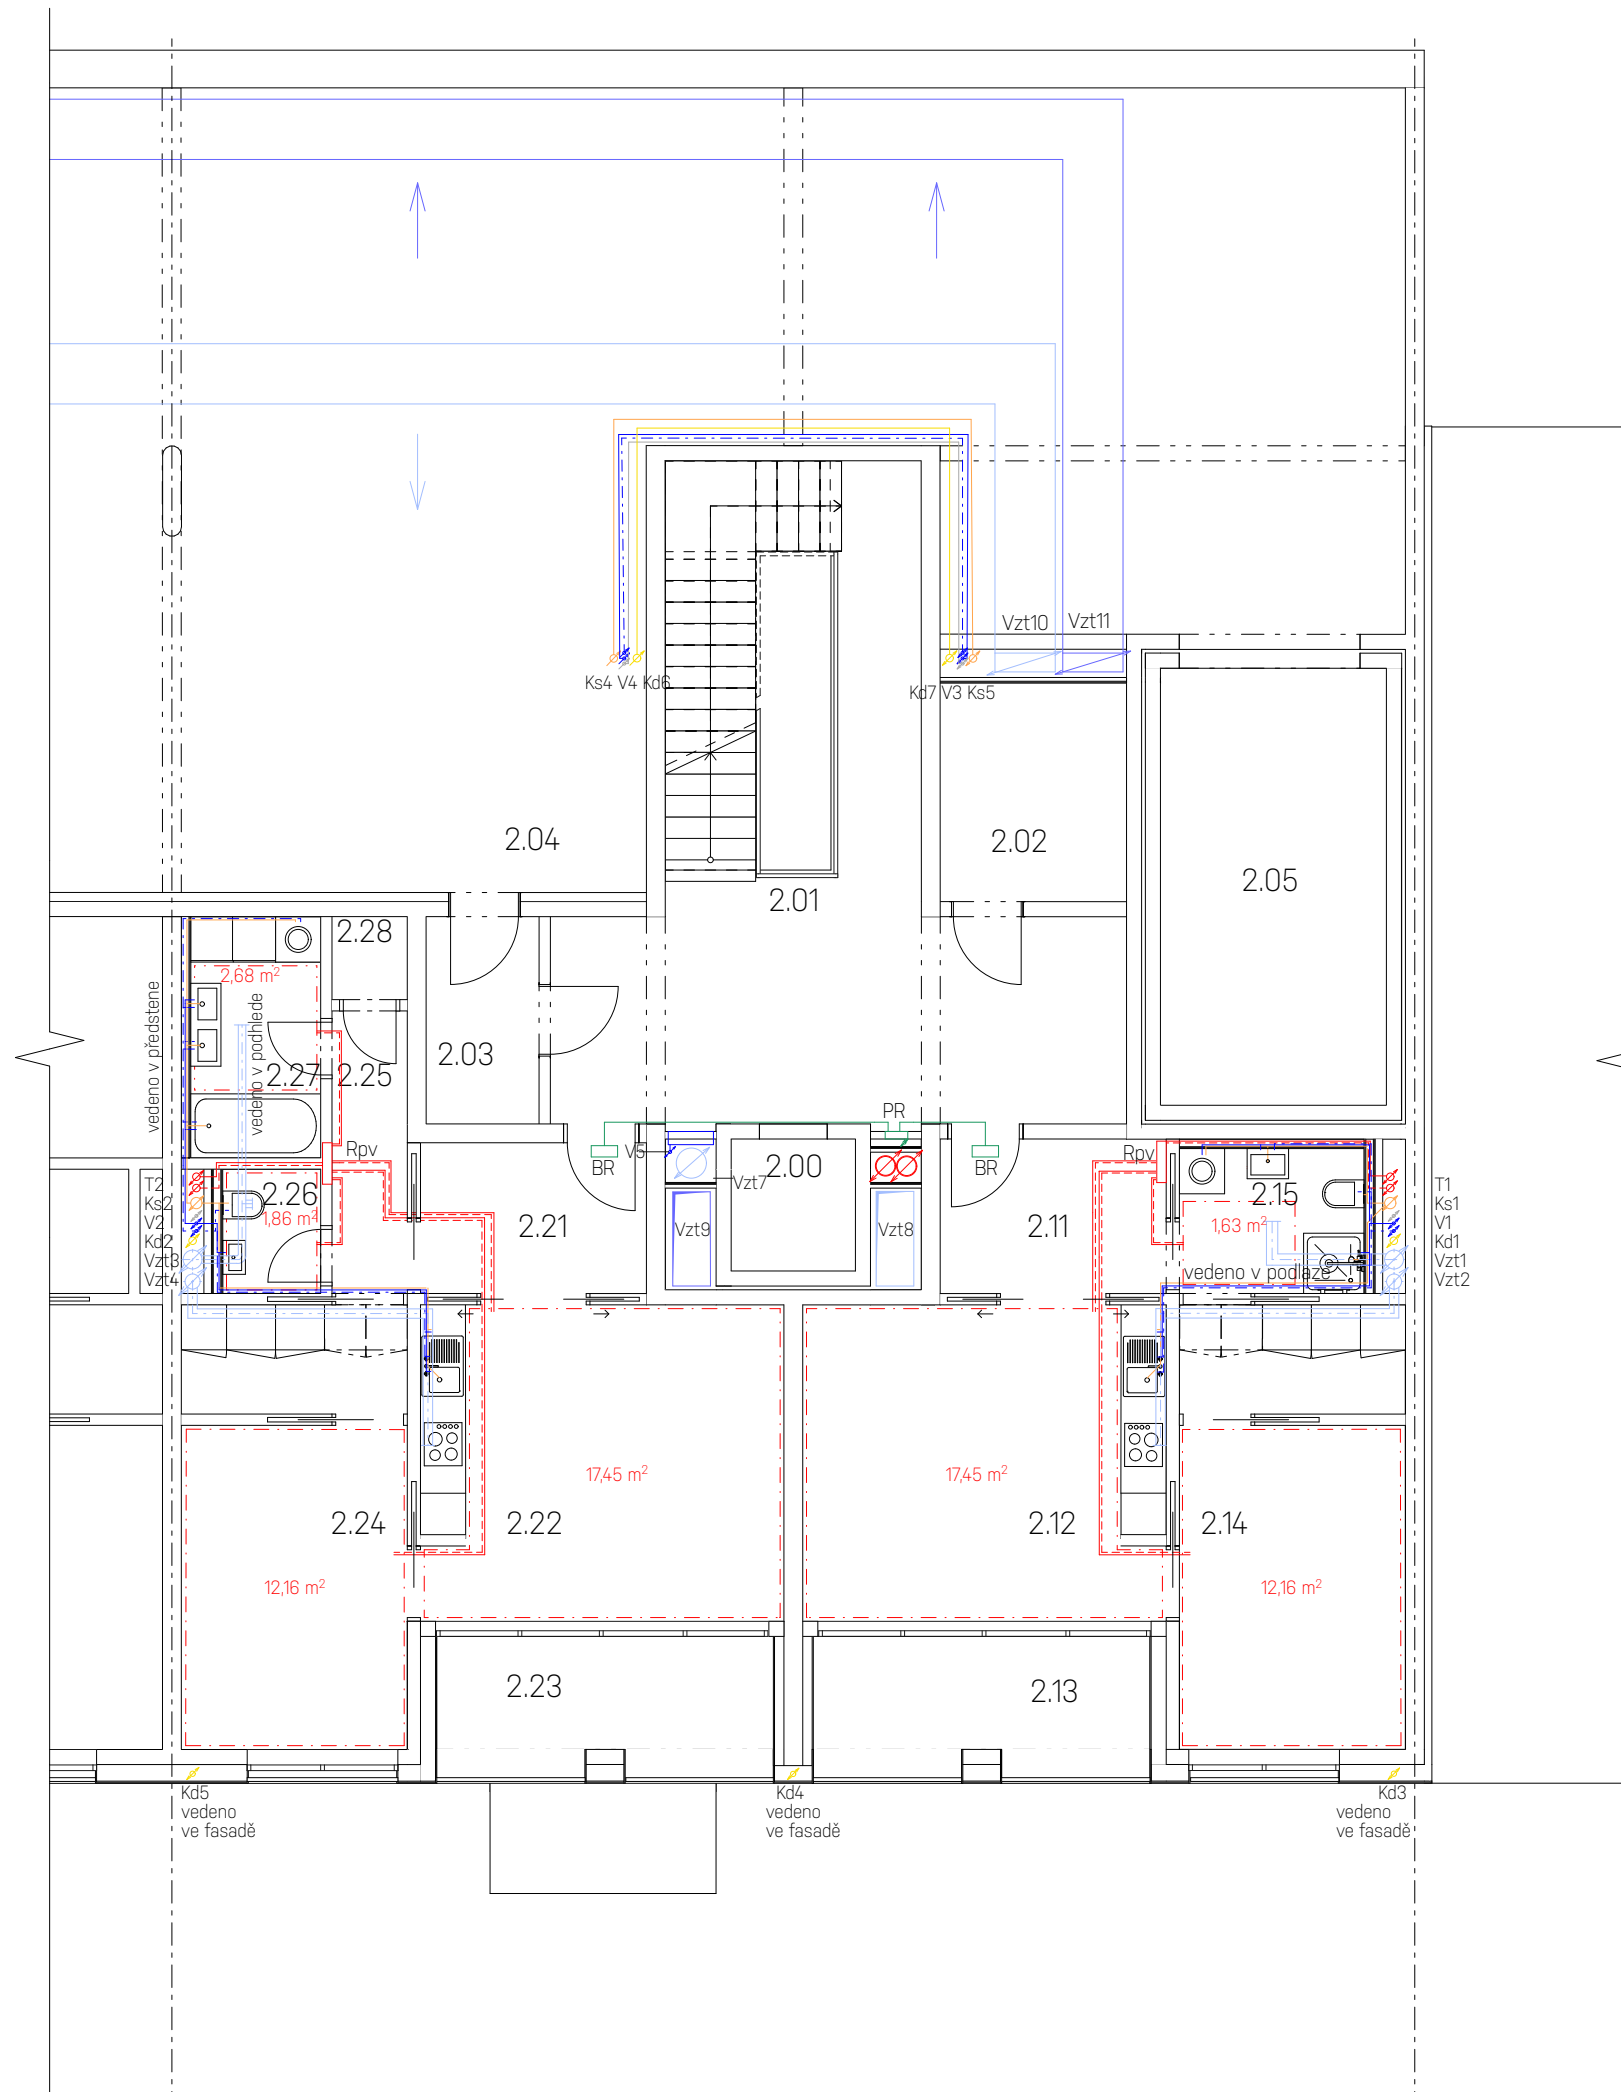 Vzt10 Vzt11
Ks4 V4 Kd6
Kd7 V3 Ks5
2.04
2.02
2.05
2.01
2.28
2,68 m²
vedeno v předstene
vedeno v podhlede
2.03
2.27
2.25
PR
Rpv
BR
V5
Vzt7
2.00
BR
Rpv
T2
Ks2
V2
Kd2
Vzt3
Vzt4
2.26
1,86 m²
2.21
Vzt9
Vzt8
2.11
2.15
1,63 m²
vedeno v podlaze
T1
Ks1
V1
Kd1
Vzt1
Vzt2
17,45 m²
17,45 m²
2.24
2.22
2.12
2.14
12,16 m²
12,16 m²
2.23
2.13
Kd5
vedeno
ve fasadě
Kd4
vedeno
ve fasadě
Kd3
vedeno
ve fasadě